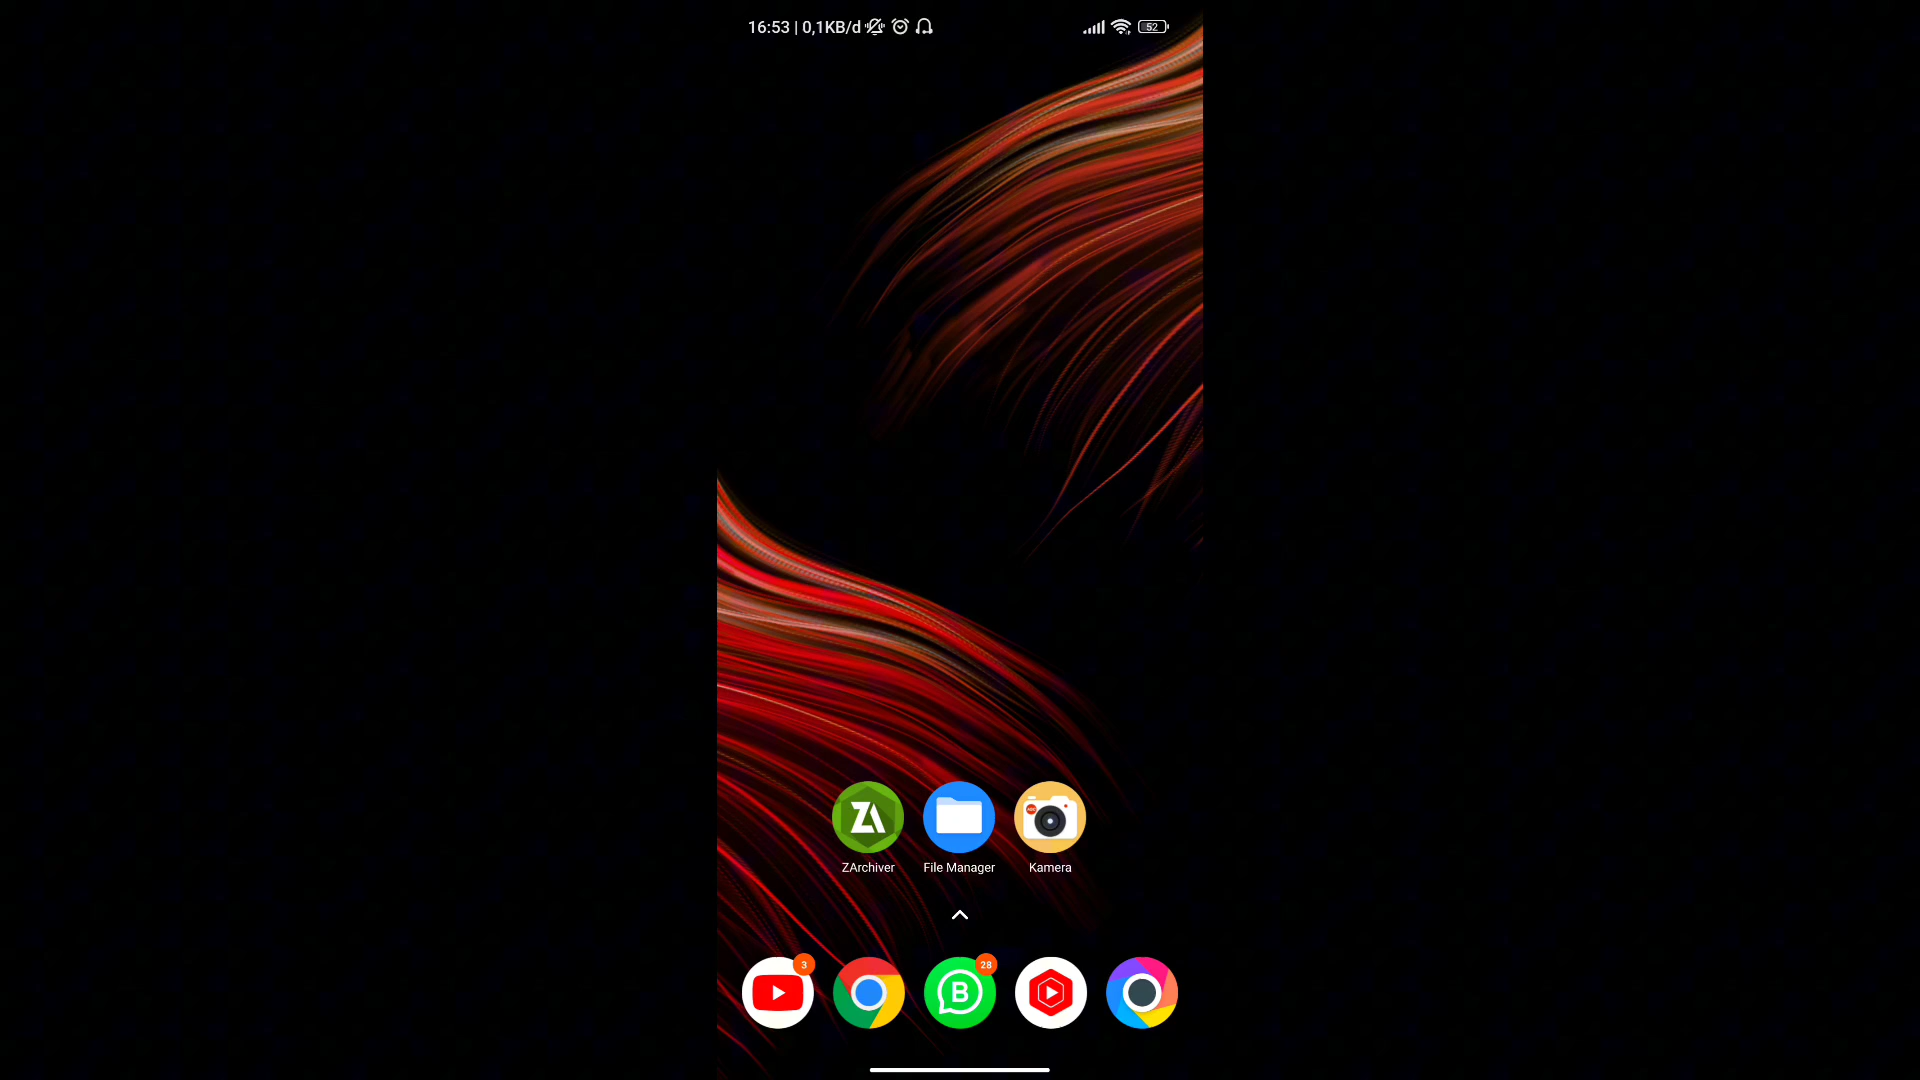 16:53 | 0,1KB/d
52
ZArchiver
File Manager
Kamera
3
28